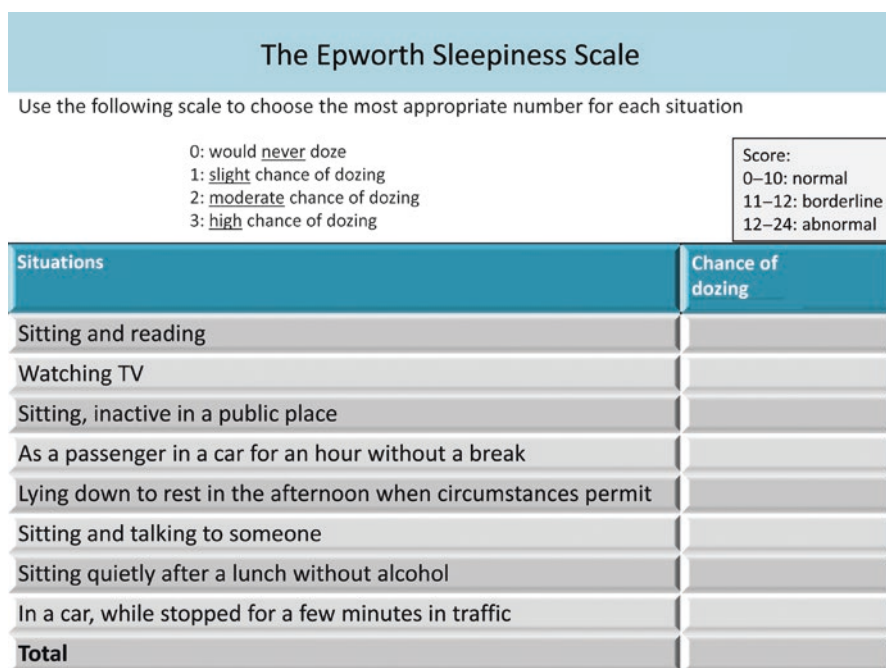 The Epworth Sleepiness Scale
Use the following scale to choose the most appropriate number for each situation
0: would never doze
1: slight chance of dozing
2: moderate chance of dozing
3: high chance of dozing
Score:
0–10: normal
11–12: borderline
12–24: abnormal
Situations
Chance of
dozing
Sitting and reading
Watching TV
Sitting, inactive in a public place
As a passenger in a car for an hour without a break
Lying down to rest in the afternoon when circumstances permit
Sitting and talking to someone
Sitting quietly after a lunch without alcohol
In a car, while stopped for a few minutes in traffic
Total